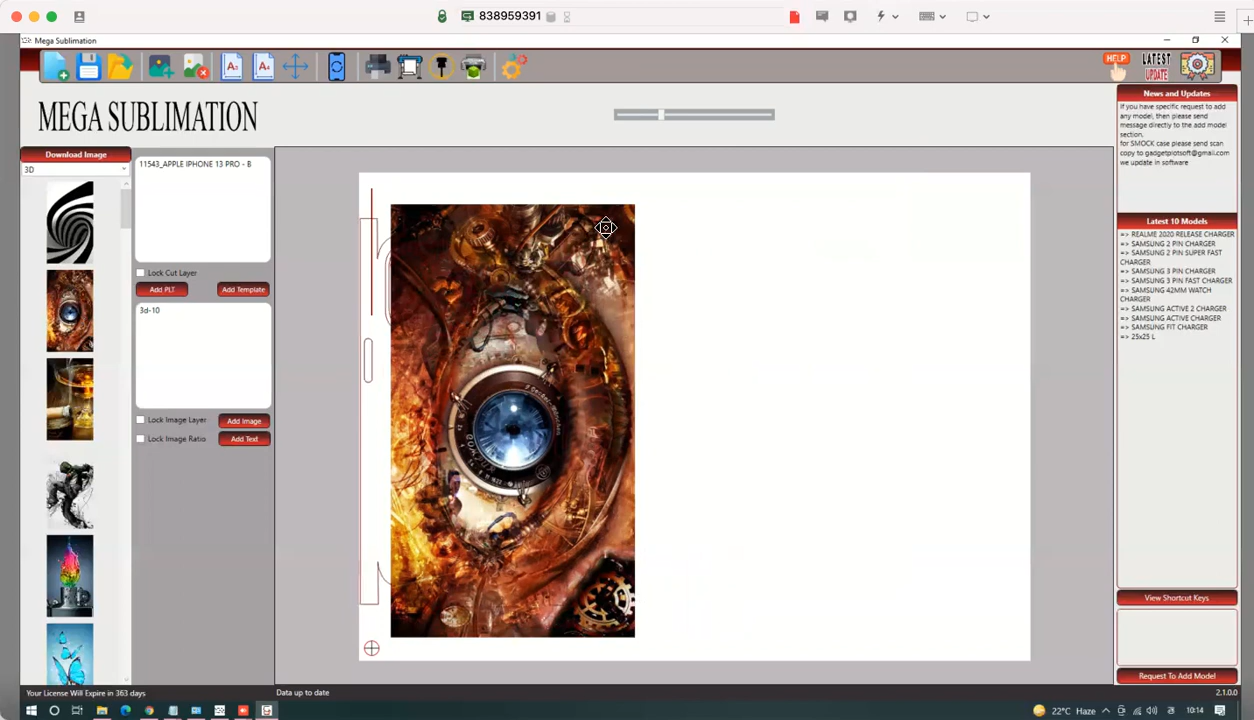 838959391
Mega Sublimation
HELP
LATEST
UPDATE
A3
A4
MEGA SUBLIMATION
News and Updates
If you have specific request to add
any model, then please send
message directly to the add model
section,
for SMOCK case please send scan
copy to gadgetplotsoft@gmail.com
we update in software
Download Image
3D
11543_APPLE IPHONE 13 PRO - B
Lock Cut Layer
Add PLT
Add Template
3d-10
Lock Image Layer
Add Image
Lock Image Ratio
Add Text
Latest 10 Models
=> REALME 2020 RELEASE CHARGER
=> SAMSUNG 2 PIN CHARGER
=> SAMSUNG 2 PIN SUPER FAST
CHARGER
=> SAMSUNG 3 PIN CHARGER
=> SAMSUNG 3 PIN FAST CHARGER
=> SAMSUNG 42MM WATCH
CHARGER
=> SAMSUNG ACTIVE 2 CHARGER
=> SAMSUNG ACTIVE CHARGER
=> SAMSUNG FIT CHARGER
=> 25x25 L
View Shortcut Keys
Request To Add Model
Your License Will Expire in 363 days
Data up to date
2.1.0.0
22°C Haze
10:14